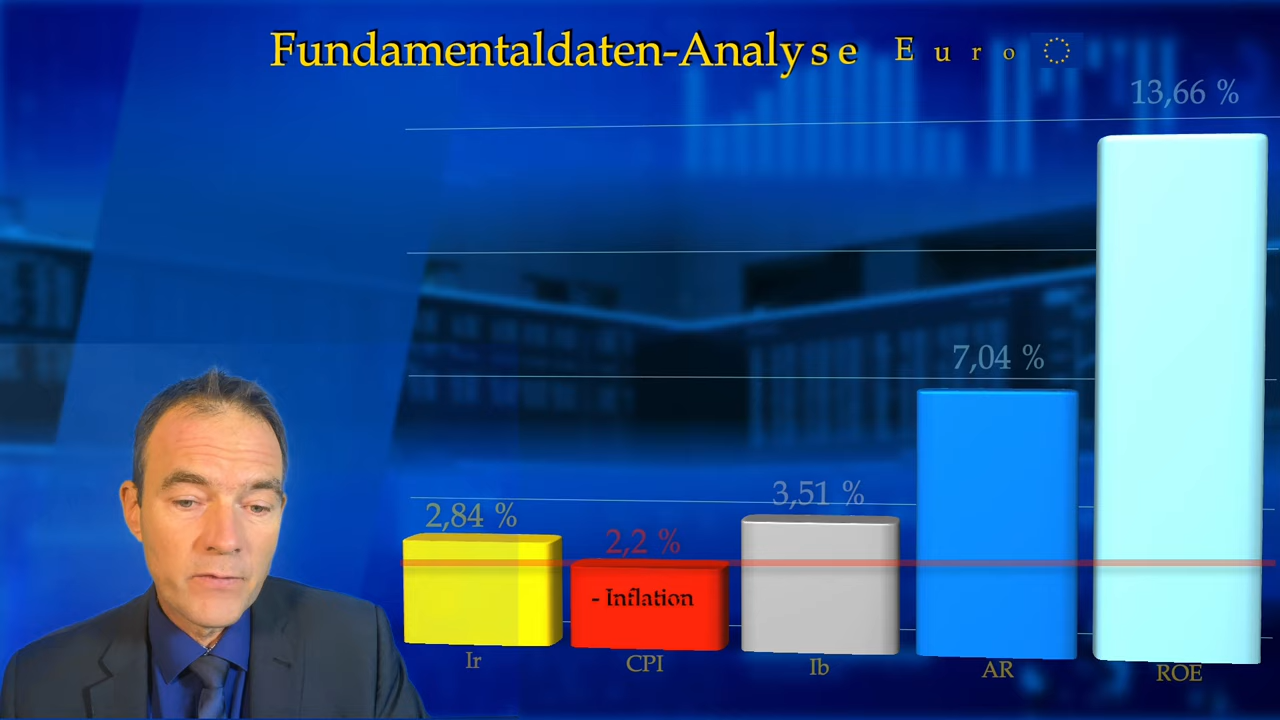 Fundamentaldaten-Analyse Euro
13,66 %
7,04 %
3,51 %
2,84 %
2,2 %
- Inflation
Ir CPI Ib AR ROE